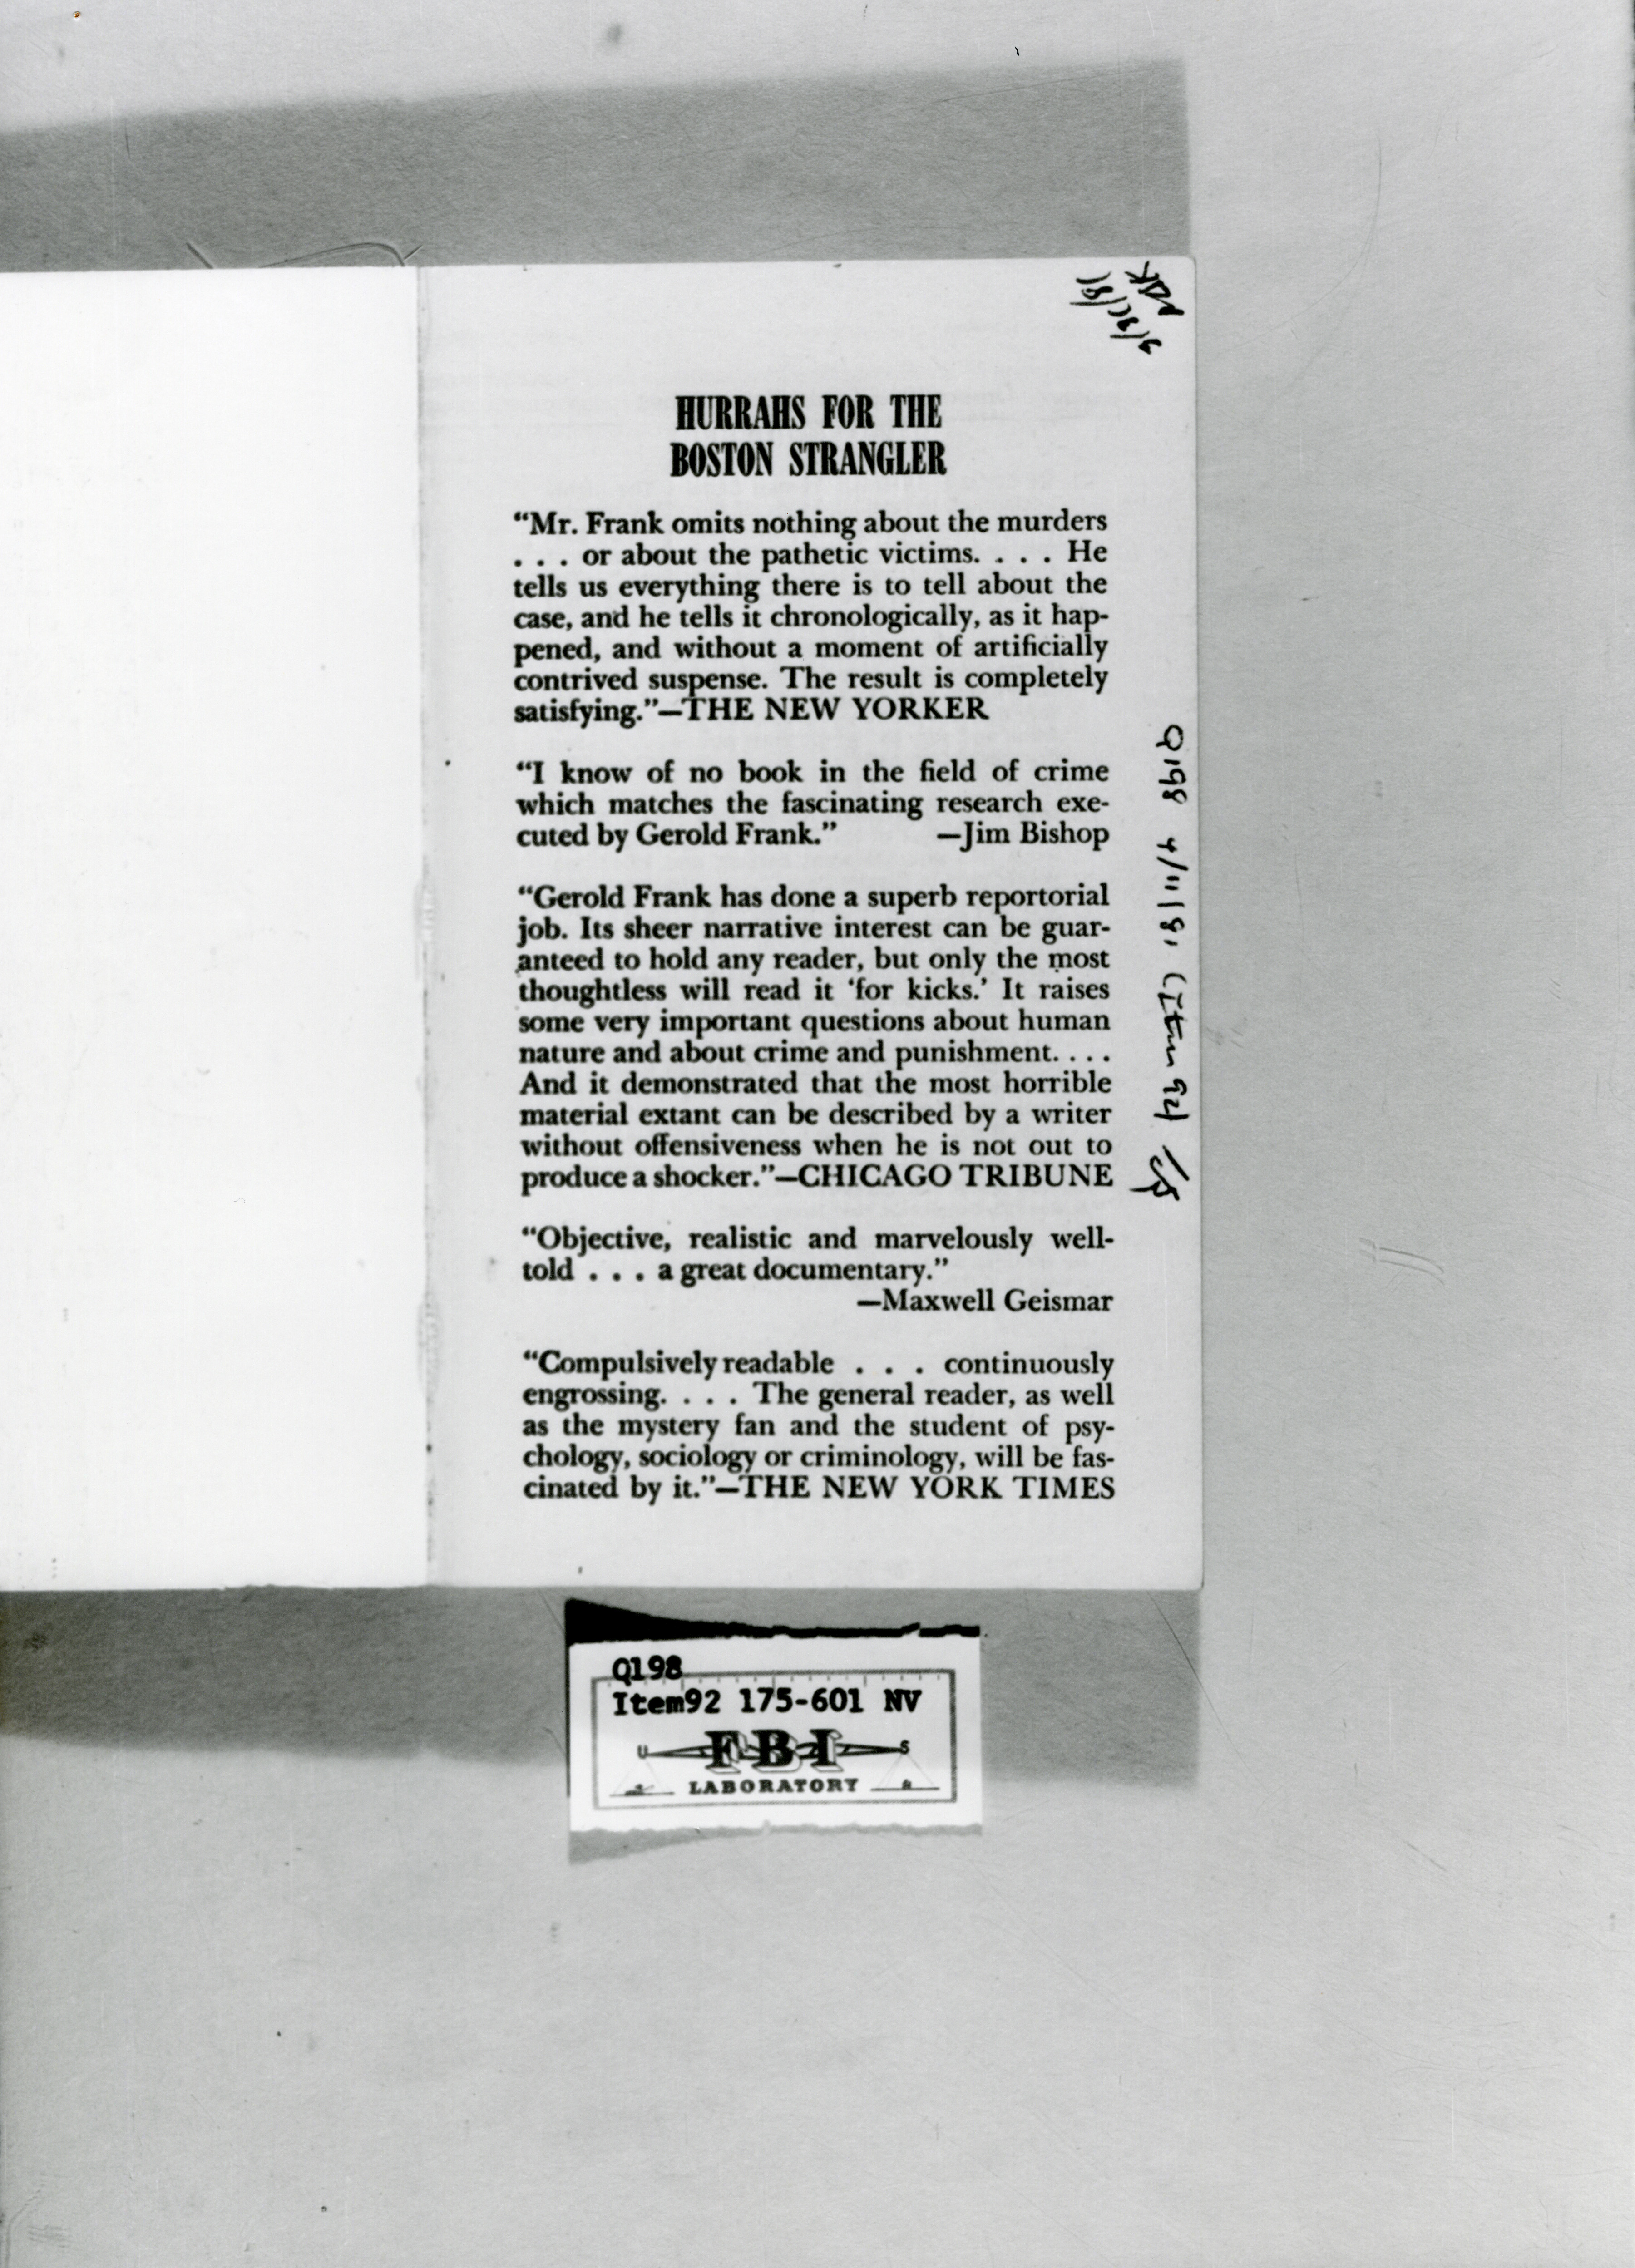 3/30/81
HURRAHS FOR THE
BOSTON STRANGLER
“Mr. Frank omits nothing about the murders
. . . or about the pathetic victims. . . . He
tells us everything there is to tell about the
case, and he tells it chronologically, as it hap-
pened, and without a moment of artificially
contrived suspense. The result is completely
satisfying.”—THE NEW YORKER
“I know of no book in the field of crime
which matches the fascinating research exe-
cuted by Gerold Frank.” —Jim Bishop
“Gerold Frank has done a superb reportorial
job. Its sheer narrative interest can be guar-
anteed to hold any reader, but only the most
thoughtless will read it ‘for kicks.’ It raises
some very important questions about human
nature and about crime and punishment. . . .
And it demonstrated that the most horrible
material extant can be described by a writer
without offensiveness when he is not out to
produce a shocker.”—CHICAGO TRIBUNE
“Objective, realistic and marvelously well-
told . . . a great documentary.”
—Maxwell Geismar
“Compulsively readable . . . continuously
engrossing. . . . The general reader, as well
as the mystery fan and the student of psy-
chology, sociology or criminology, will be fas-
cinated by it.”—THE NEW YORK TIMES
Q198 4/11/81 (Item 92)
Q198
Item92 175-601 NV
U FBI S
LABORATORY